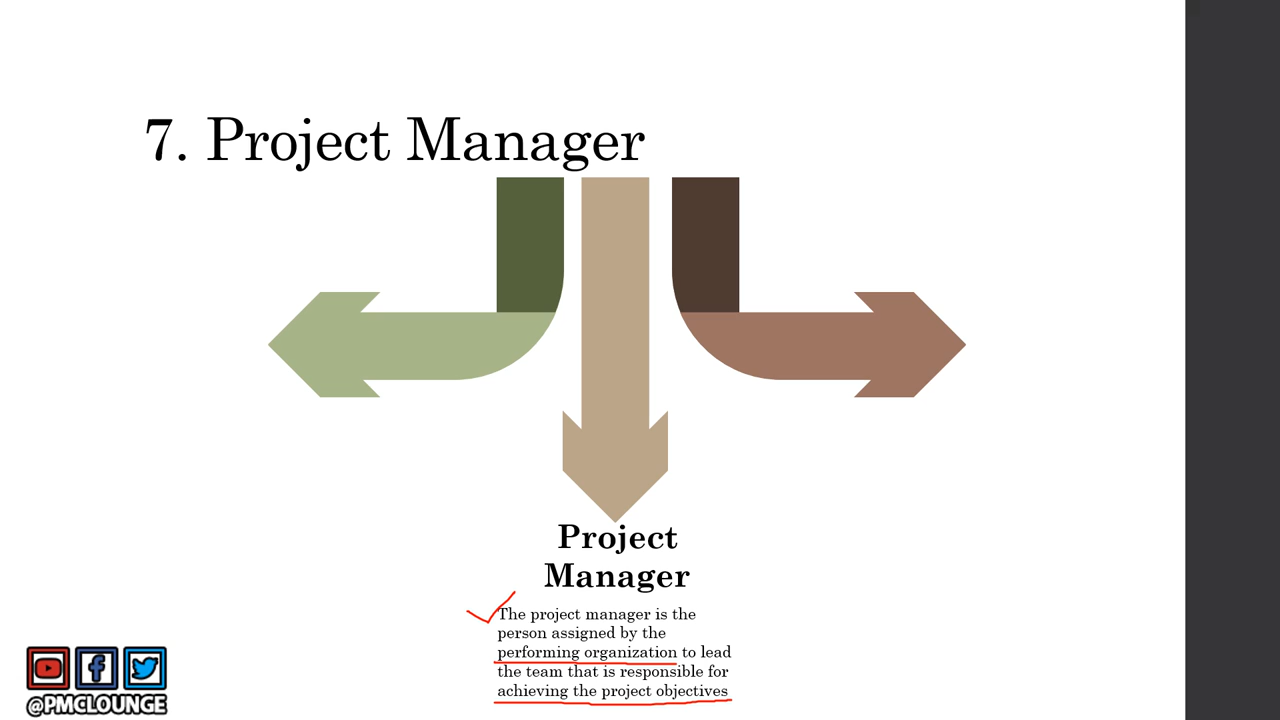 7. Project Manager
Project
Manager
The project manager is the
person assigned by the
performing organization to lead
the team that is responsible for
achieving the project objectives
@PMCLOUNGE